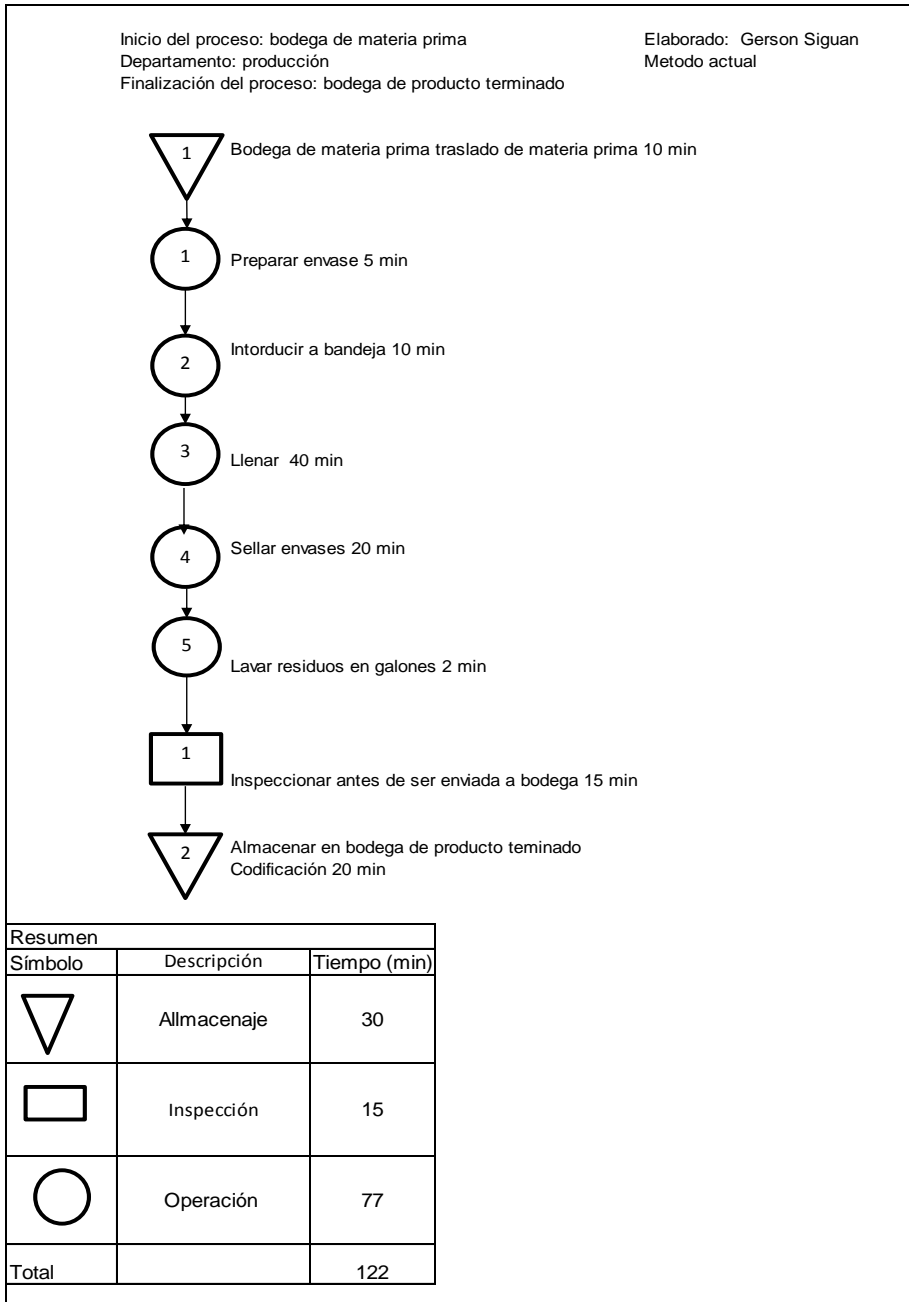 Inicio del proceso: bodega de materia prima
Elaborado: Gerson Siguan
Departamento: producción
Metodo actual
Finalización del proceso: bodega de producto terminado
1
Bodega de materia prima traslado de materia prima 10 min
1
Preparar envase 5 min
2
Intorducir a bandeja 10 min
3
Llenar 40 min
4
Sellar envases 20 min
5
Lavar residuos en galones 2 min
1
Inspeccionar antes de ser enviada a bodega 15 min
2
Almacenar en bodega de producto teminado
Codificación 20 min
Resumen
Símbolo Descripción Tiempo (min)
Allmacenaje 30
Inspección 15
Operación 77
Total 122